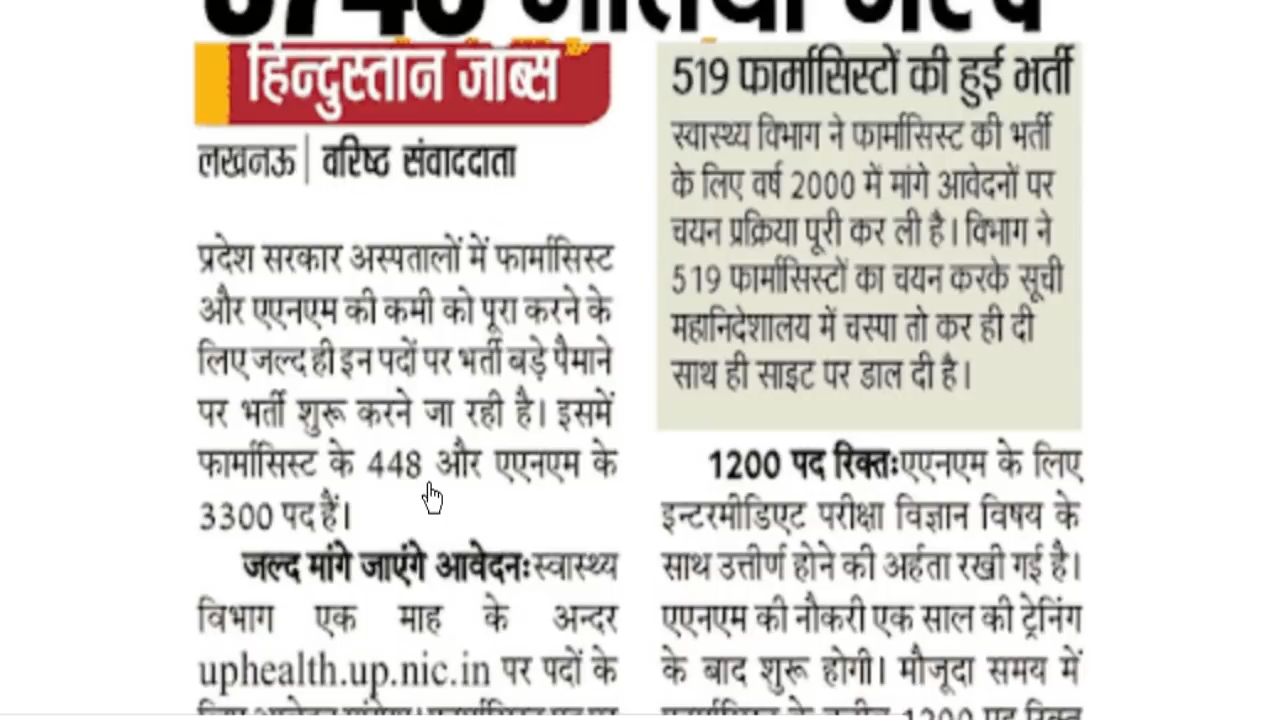 हिन्दुस्तान जॉब्स
लखनऊ | वरिष्ठ संवाददाता
प्रदेश सरकार अस्पतालों में फार्मासिस्ट
और एएनएम की कमी को पूरा करने के
लिए जल्द ही इन पदों पर भर्ती बड़े पैमाने
पर भर्ती शुरू करने जा रही है। इसमें
फार्मासिस्ट के 448 और एएनएम के
3300 पद हैं।
जल्द मांगे जाएंगे आवेदनः स्वास्थ्य
विभाग एक माह के अन्दर
uphealth.up.nic.in पर पदों के
519 फार्मासिस्टों की हुई भर्ती
स्वास्थ्य विभाग ने फार्मासिस्ट की भर्ती
के लिए वर्ष 2000 में मांगे आवेदनों पर
चयन प्रक्रिया पूरी कर ली है। विभाग ने
519 फार्मासिस्टों का चयन करके सूची
महानिदेशालय में चस्पा तो कर ही दी
साथ ही साइट पर डाल दी है।
1200 पद रिक्तः एएनएम के लिए
इन्टरमीडिएट परीक्षा विज्ञान विषय के
साथ उत्तीर्ण होने की अर्हता रखी गई है।
एएनएम की नौकरी एक साल की ट्रेनिंग
के बाद शुरू होगी। मौजूदा समय में